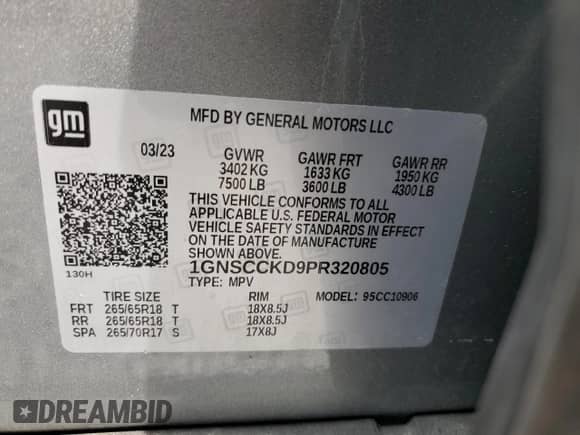 gm
MFD BY GENERAL MOTORS LLC
03/23 GVWR GAWR FRT GAWR RR
3402 KG 1633 KG 1950 KG
7500 LB 3600 LB 4300 LB
THIS VEHICLE CONFORMS TO ALL
APPLICABLE U.S. FEDERAL MOTOR
VEHICLE SAFETY STANDARDS IN EFFECT
ON THE DATE OF MANUFACTURE
SHOWN ABOVE.
130H
1GNSCCKD9PR320805
TYPE: MPV MODEL: 95CC10906
TIRE SIZE RIM
FRT 265/65R18 T 18X8.5J
RR 265/65R18 T 18X8.5J
SPA 265/70R17 S 17X8J
DREAMBID